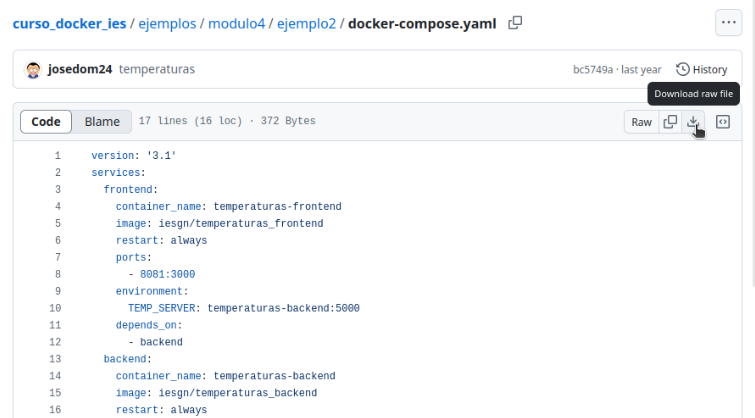 curso_docker_ies / ejemplos / modulo4 / ejemplo2 / docker-compose.yaml
josedom24 temperaturas bc5749a · last year History
Download raw file
Code Blame 17 lines (16 loc) · 372 Bytes Raw
1 version: '3.1'
2 services:
3   frontend:
4     container_name: temperaturas-frontend
5     image: iesgn/temperaturas_frontend
6     restart: always
7     ports:
8       - 8081:3000
9     environment:
10       TEMP_SERVER: temperaturas-backend:5000
11     depends_on:
12       - backend
13   backend:
14     container_name: temperaturas-backend
15     image: iesgn/temperaturas_backend
16     restart: always